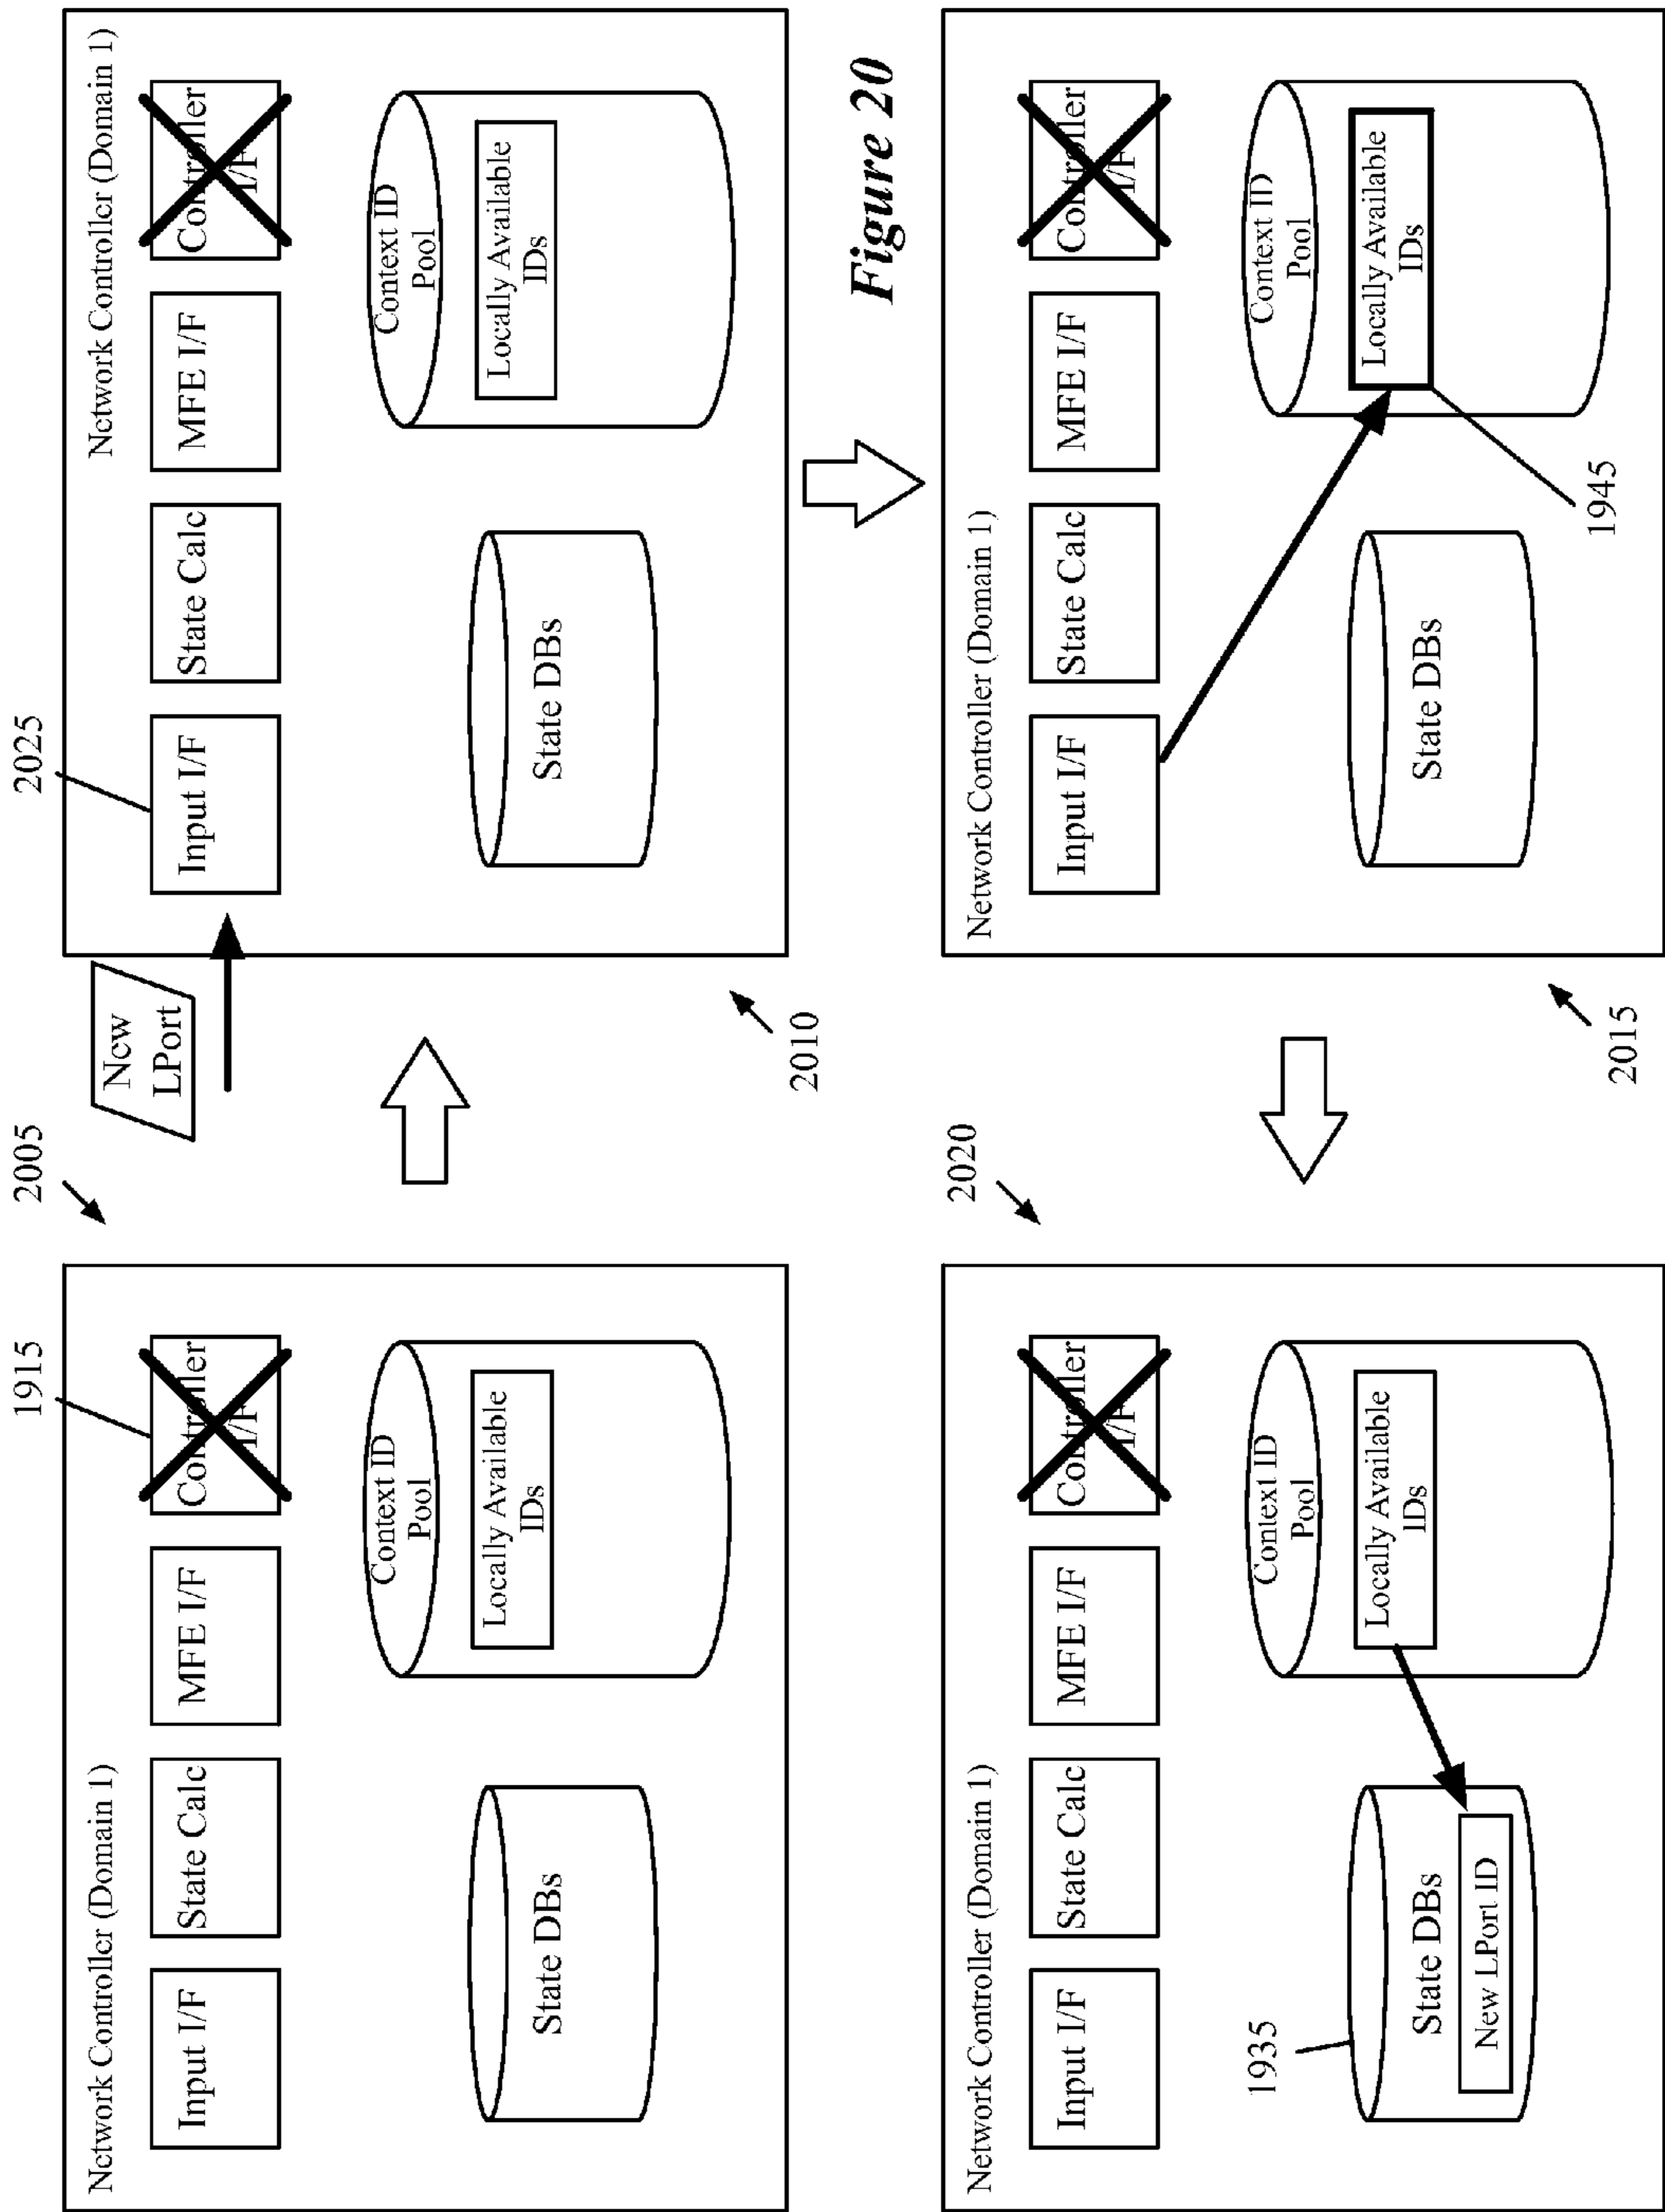 2005
Network Controller (Domain 1)
1915
Input I/F
State Calc
MFE I/F
Controller
I/F
State DBs
Context ID
Pool
Locally Available
IDs
New
LPort
2010
Network Controller (Domain 1)
2025
Input I/F
State Calc
MFE I/F
Controller
I/F
State DBs
Context ID
Pool
Locally Available
IDs
Figure 20
2020
Network Controller (Domain 1)
Input I/F
State Calc
MFE I/F
Controller
I/F
1935
State DBs
New LPort ID
Context ID
Pool
Locally Available
IDs
2015
Network Controller (Domain 1)
Input I/F
State Calc
MFE I/F
Controller
I/F
State DBs
Context ID
Pool
Locally Available
IDs
1945